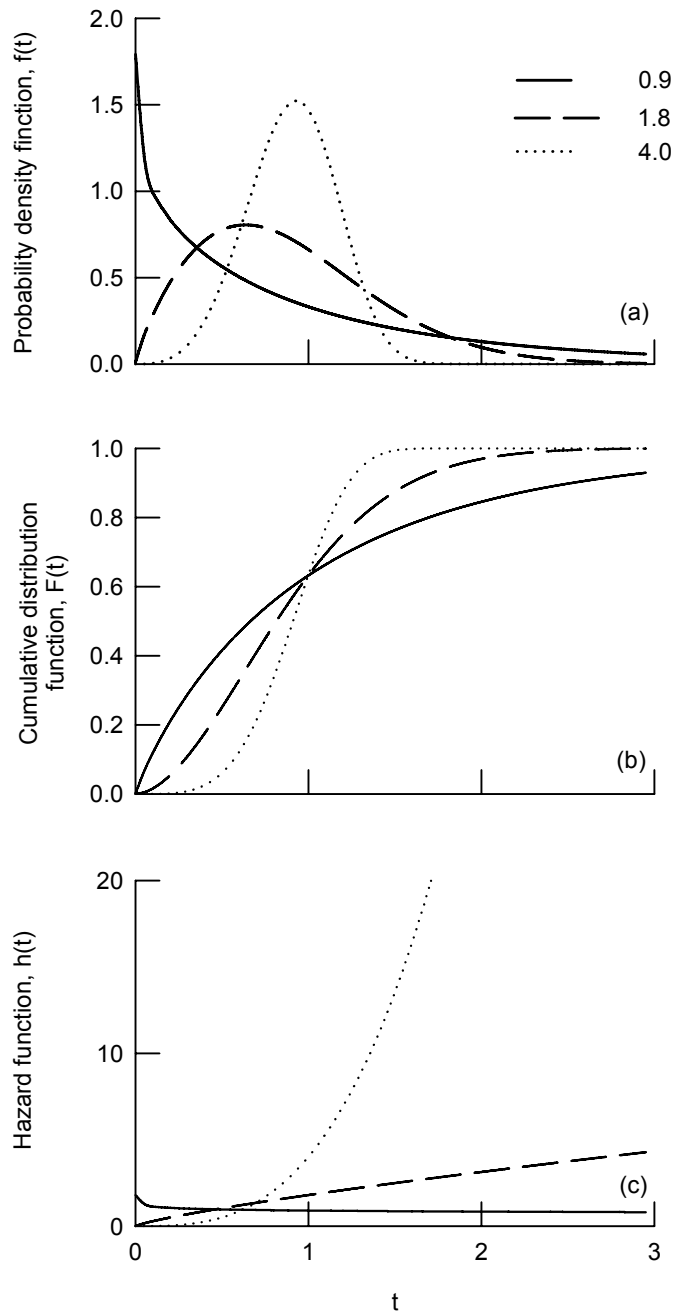 2.0
1.5
1.0
0.5
0.0
Probability density finction, f(t)
0.9
1.8
4.0
(a)
1.0
0.8
0.6
0.4
0.2
0.0
Cumulative distribution
function, F(t)
(b)
20
10
0
Hazard function, h(t)
(c)
0 1 2 3
t